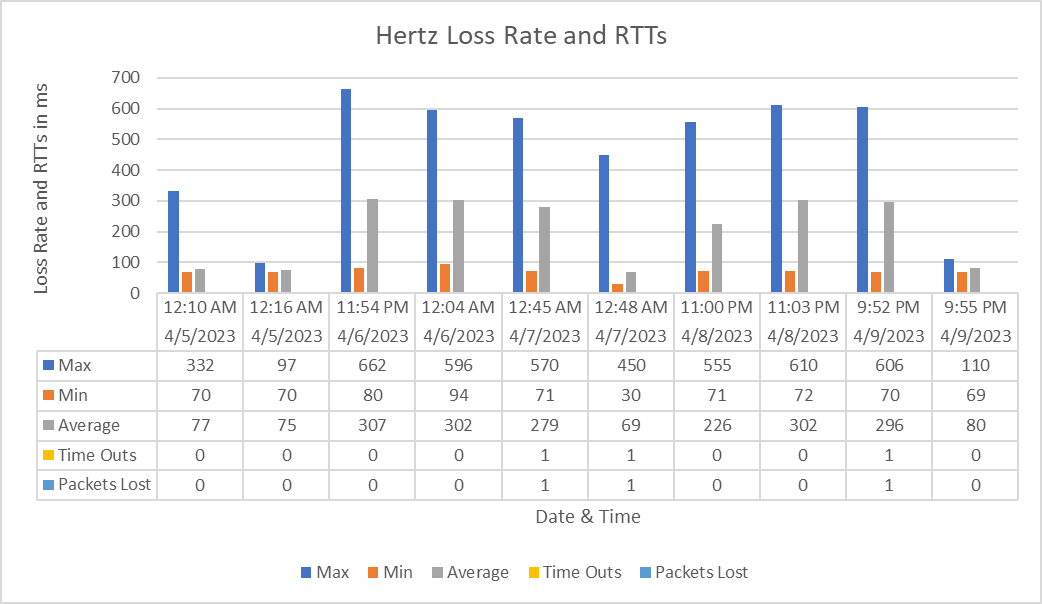 Hertz Loss Rate and RTTs
Loss Rate and RTTs in ms
700
600
500
400
300
200
100
0
12:10 AM 12:16 AM 11:54 PM 12:04 AM 12:45 AM 12:48 AM 11:00 PM 11:03 PM 9:52 PM 9:55 PM
4/5/2023 4/5/2023 4/6/2023 4/6/2023 4/7/2023 4/7/2023 4/8/2023 4/8/2023 4/9/2023 4/9/2023
Max 332 97 662 596 570 450 555 610 606 110
Min 70 70 80 94 71 30 71 72 70 69
Average 77 75 307 302 279 69 226 302 296 80
Time Outs 0 0 0 0 1 1 0 0 1 0
Packets Lost 0 0 0 0 1 1 0 0 1 0
Date & Time
Max Min Average Time Outs Packets Lost